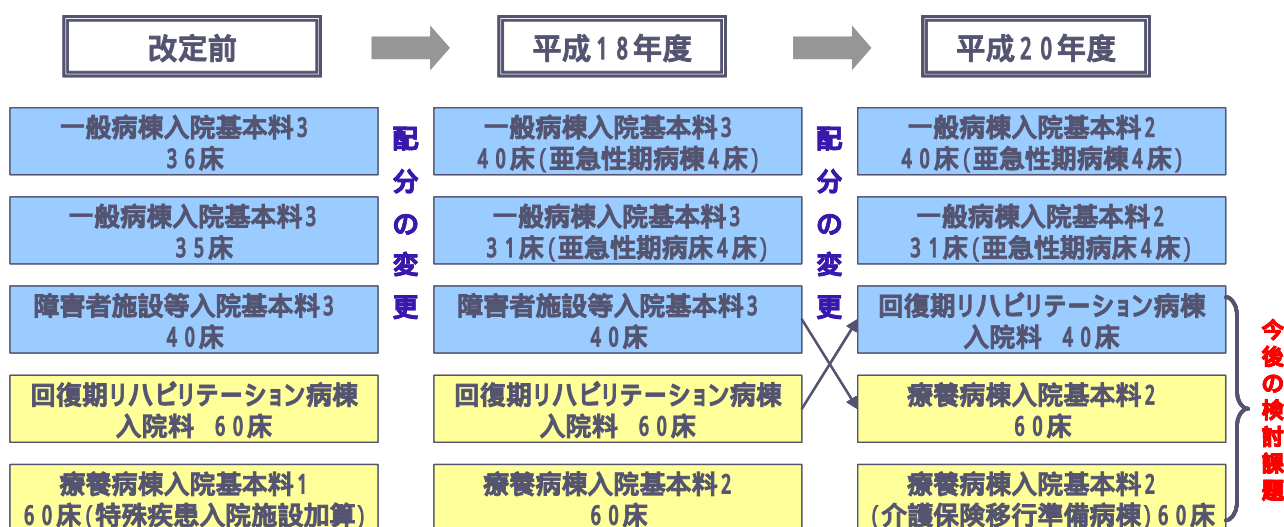 改定前
平成18年度
平成20年度
一般病棟入院基本料3
36床
一般病棟入院基本料3
35床
障害者施設等入院基本料3
40床
回復期リハビリテーション病棟
入院料 60床
療養病棟入院基本料1
60床(特殊疾患入院施設加算)
配分の変更
一般病棟入院基本料3
40床(亜急性期病棟4床)
一般病棟入院基本料3
31床(亜急性期病床4床)
障害者施設等入院基本料3
40床
回復期リハビリテーション病棟
入院料 60床
療養病棟入院基本料2
60床
配分の変更
一般病棟入院基本料2
40床(亜急性期病棟4床)
一般病棟入院基本料2
31床(亜急性期病床4床)
回復期リハビリテーション病棟
入院料 40床
療養病棟入院基本料2
60床
療養病棟入院基本料2
(介護保険移行準備病棟)60床
今後の検討課題